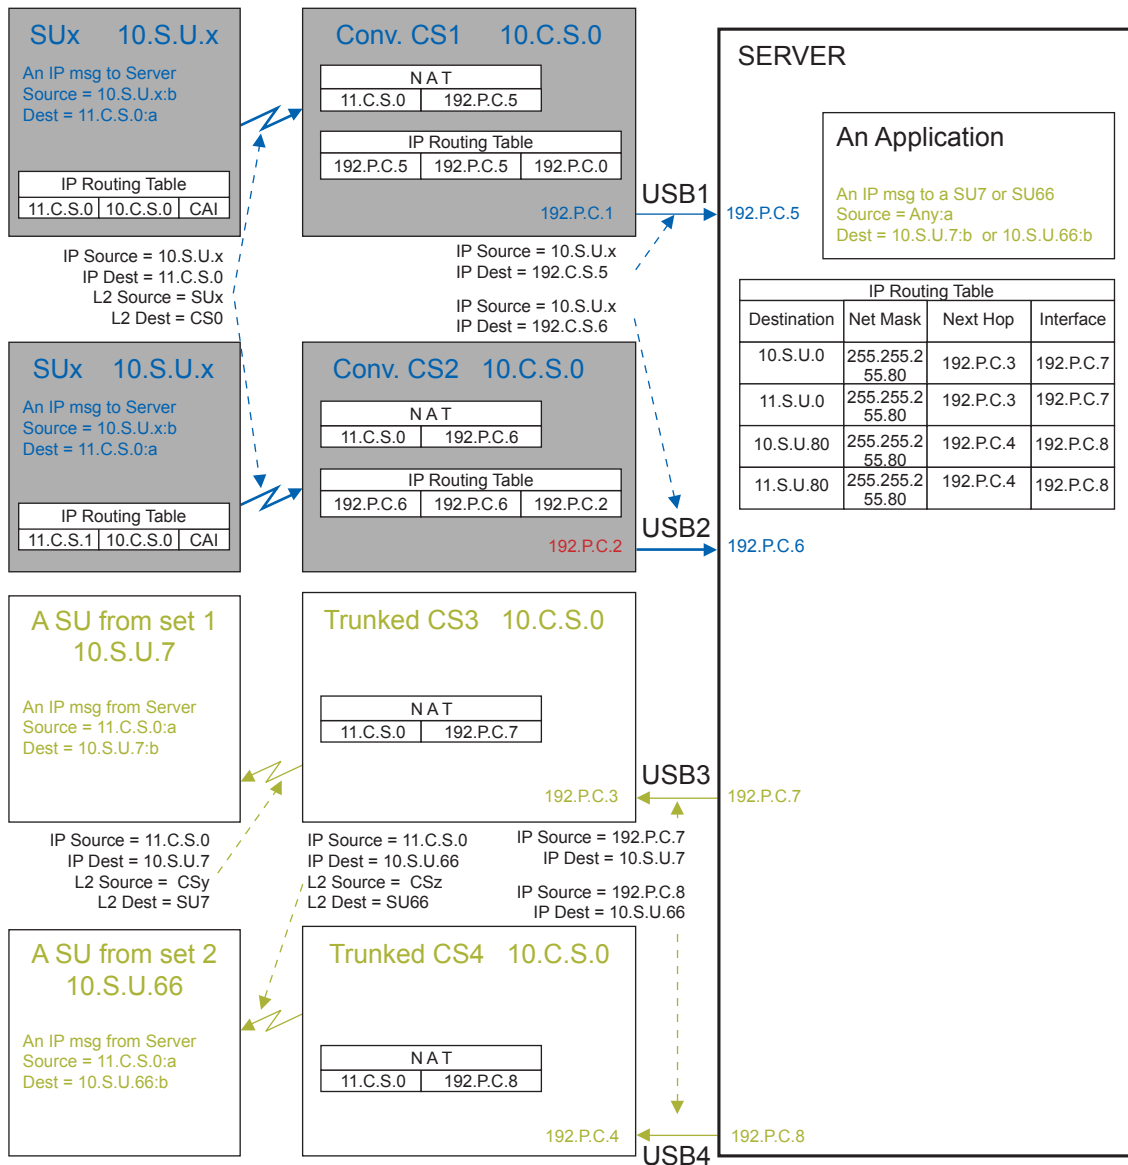 SUx 10.S.U.x
An IP msg to Server
Source = 10.S.U.x:b
Dest = 11.C.S.0:a
IP Routing Table
11.C.S.0 10.C.S.0 CAI
Conv. CS1 10.C.S.0
N A T
11.C.S.0 192.P.C.5
IP Routing Table
192.P.C.5 192.P.C.5 192.P.C.0
192.P.C.1
USB1
IP Source = 10.S.U.x
IP Dest = 11.C.S.0
L2 Source = SUx
L2 Dest = CS0
IP Source = 10.S.U.x
IP Dest = 192.C.S.5
IP Source = 10.S.U.x
IP Dest = 192.C.S.6
SUx 10.S.U.x
An IP msg to Server
Source = 10.S.U.x:b
Dest = 11.C.S.0:a
IP Routing Table
11.C.S.1 10.C.S.0 CAI
Conv. CS2 10.C.S.0
N A T
11.C.S.0 192.P.C.6
IP Routing Table
192.P.C.6 192.P.C.6 192.P.C.2
192.P.C.2
USB2
SERVER
An Application
An IP msg to a SU7 or SU66
Source = Any:a
Dest = 10.S.U.7:b or 10.S.U.66:b
192.P.C.5
IP Routing Table
Destination Net Mask Next Hop Interface
10.S.U.0 255.255.2 192.P.C.3 192.P.C.7
55.80
11.S.U.0 255.255.2 192.P.C.3 192.P.C.7
55.80
10.S.U.80 255.255.2 192.P.C.4 192.P.C.8
55.80
11.S.U.80 255.255.2 192.P.C.4 192.P.C.8
55.80
192.P.C.6
A SU from set 1
10.S.U.7
An IP msg from Server
Source = 11.C.S.0:a
Dest = 10.S.U.7:b
Trunked CS3 10.C.S.0
N A T
11.C.S.0 192.P.C.7
192.P.C.3
USB3
192.P.C.7
IP Source = 11.C.S.0
IP Dest = 10.S.U.7
L2 Source = CSy
L2 Dest = SU7
IP Source = 11.C.S.0
IP Dest = 10.S.U.66
L2 Source = CSz
L2 Dest = SU66
IP Source = 192.P.C.7
IP Dest = 10.S.U.7
IP Source = 192.P.C.8
IP Dest = 10.S.U.66
A SU from set 2
10.S.U.66
An IP msg from Server
Source = 11.C.S.0:a
Dest = 10.S.U.66:b
Trunked CS4 10.C.S.0
N A T
11.C.S.0 192.P.C.8
192.P.C.4
USB4
192.P.C.8